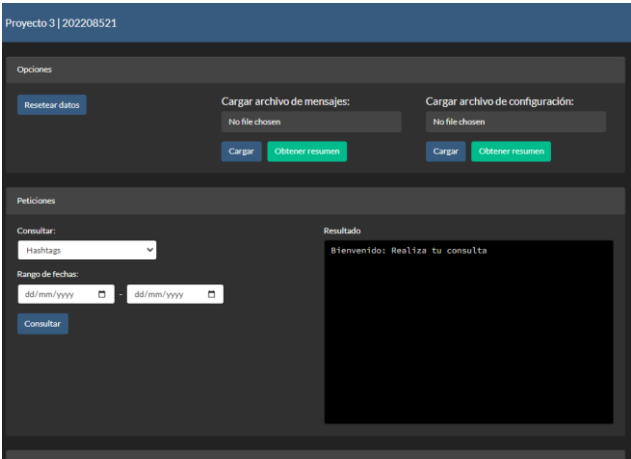 Proyecto 3 | 202208521
Opciones
Resetear datos
Cargar archivo de mensajes:
No file chosen
Cargar
Obtener resumen
Cargar archivo de configuración:
No file chosen
Cargar
Obtener resumen
Peticiones
Consultar:
Hashtags
Rango de fechas:
dd/mm/yyyy - dd/mm/yyyy
Consultar
Resultado
Bienvenido: Realiza tu consulta